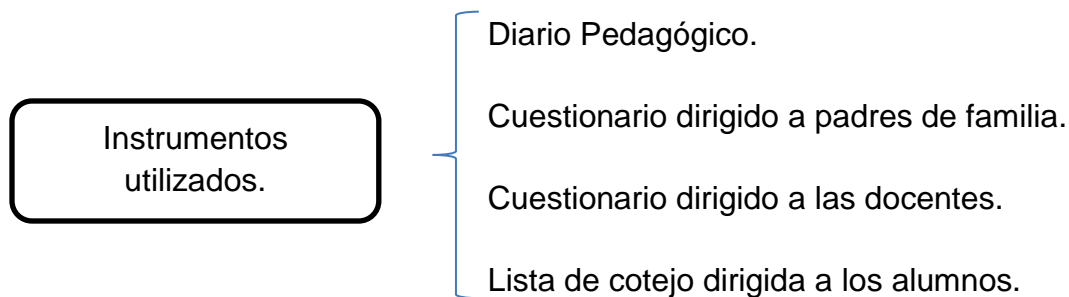 Instrumentos
utilizados.
Diario Pedagógico.
Cuestionario dirigido a padres de familia.
Cuestionario dirigido a las docentes.
Lista de cotejo dirigida a los alumnos.